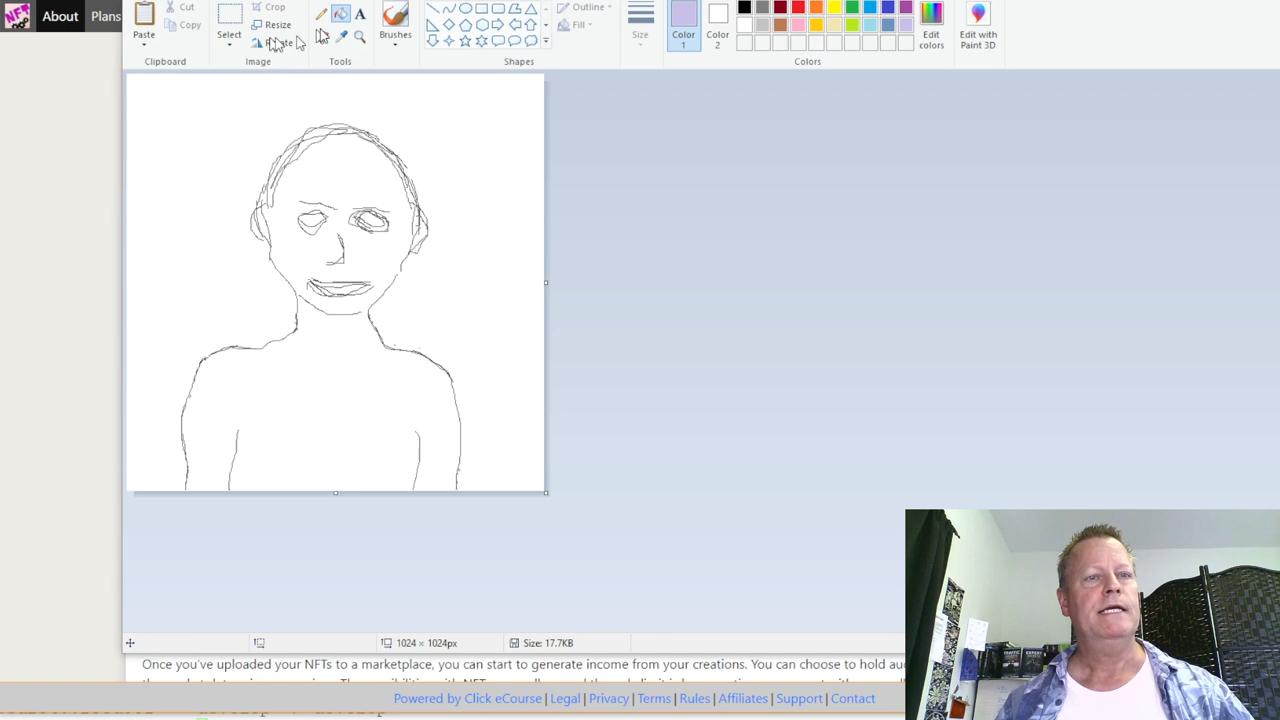 NFT
About
Plans
Paste
Cut
Copy
Clipboard
Select
Crop
Resize
Rotate
Image
A
Tools
Brushes
Outline
Fill
Shapes
Size
Color
1
Color
2
Edit
colors
Colors
Edit with
Paint 3D
1024 × 1024px
Size: 17.7KB
Once you've uploaded your NFTs to a marketplace, you can start to generate income from your creations. You can choose to hold
Powered by Click eCourse | Legal | Privacy | Terms | Rules | Affiliates | Support | Contact